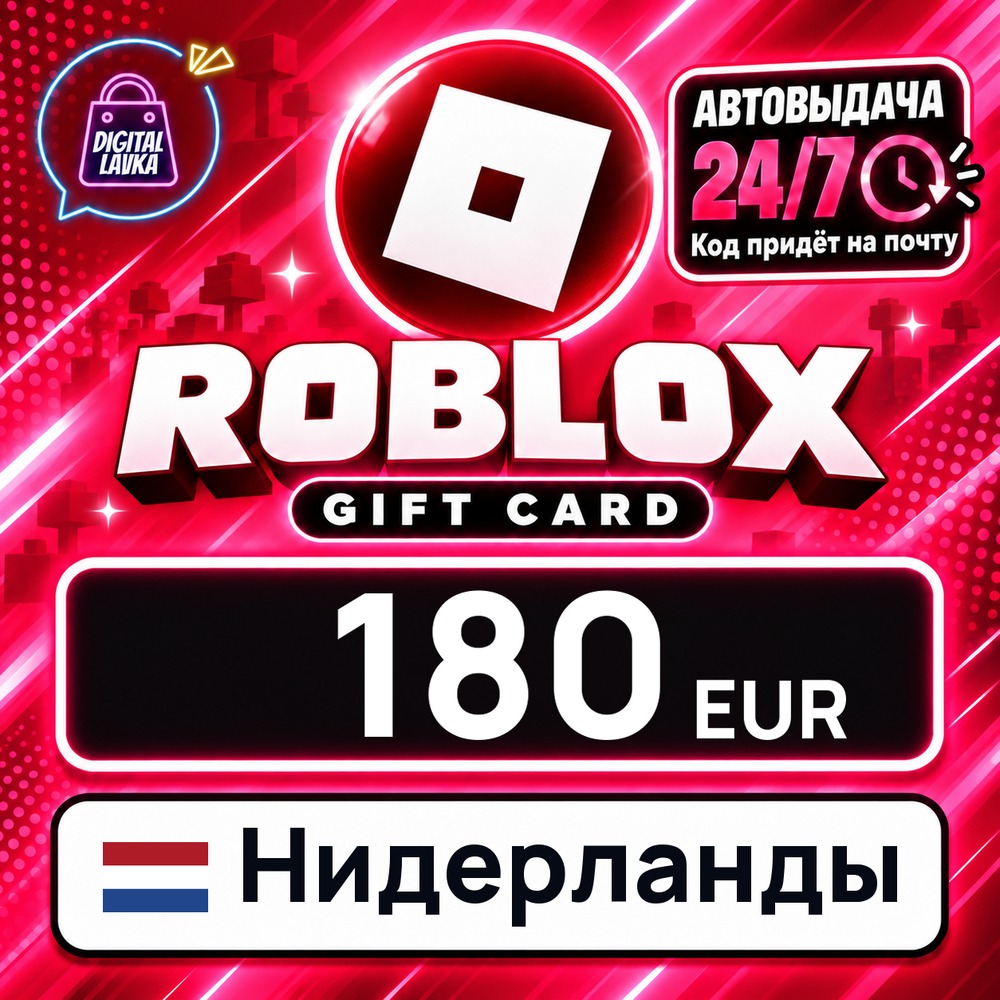 DIGITAL
LAVKA
АВТОВЫДАЧА
24/7
Код придёт на почту
ROBLOX
GIFT CARD
180 EUR
Нидерланды